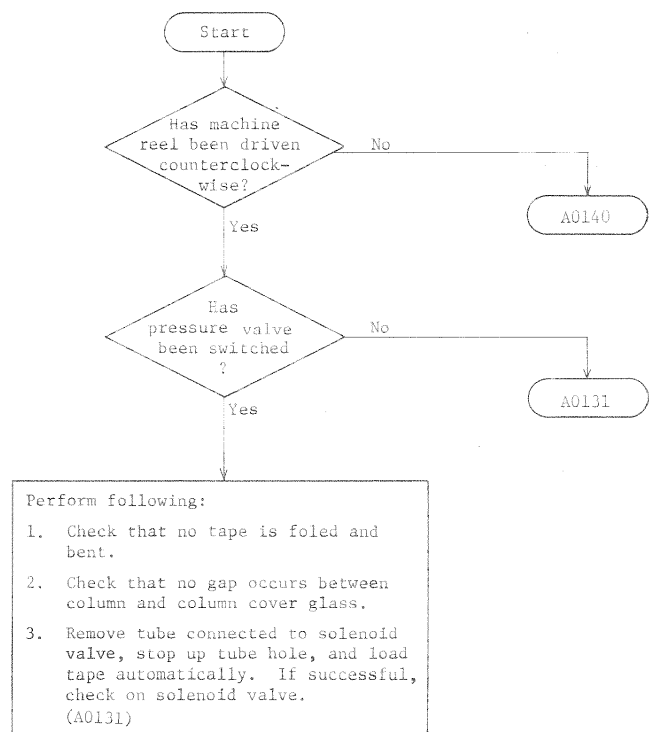 Start
Has machine
reel been driven
counterclock-
wise?
No
A0140
Yes
Has
pressure valve
been switched
?
No
A0131
Yes
Perform following:
1. Check that no tape is foled and
bent.
2. Check that no gap occurs between
column and column cover glass.
3. Remove tube connected to solenoid
valve, stop up tube hole, and load
tape automatically. If successful,
check on solenoid valve.
(A0131)